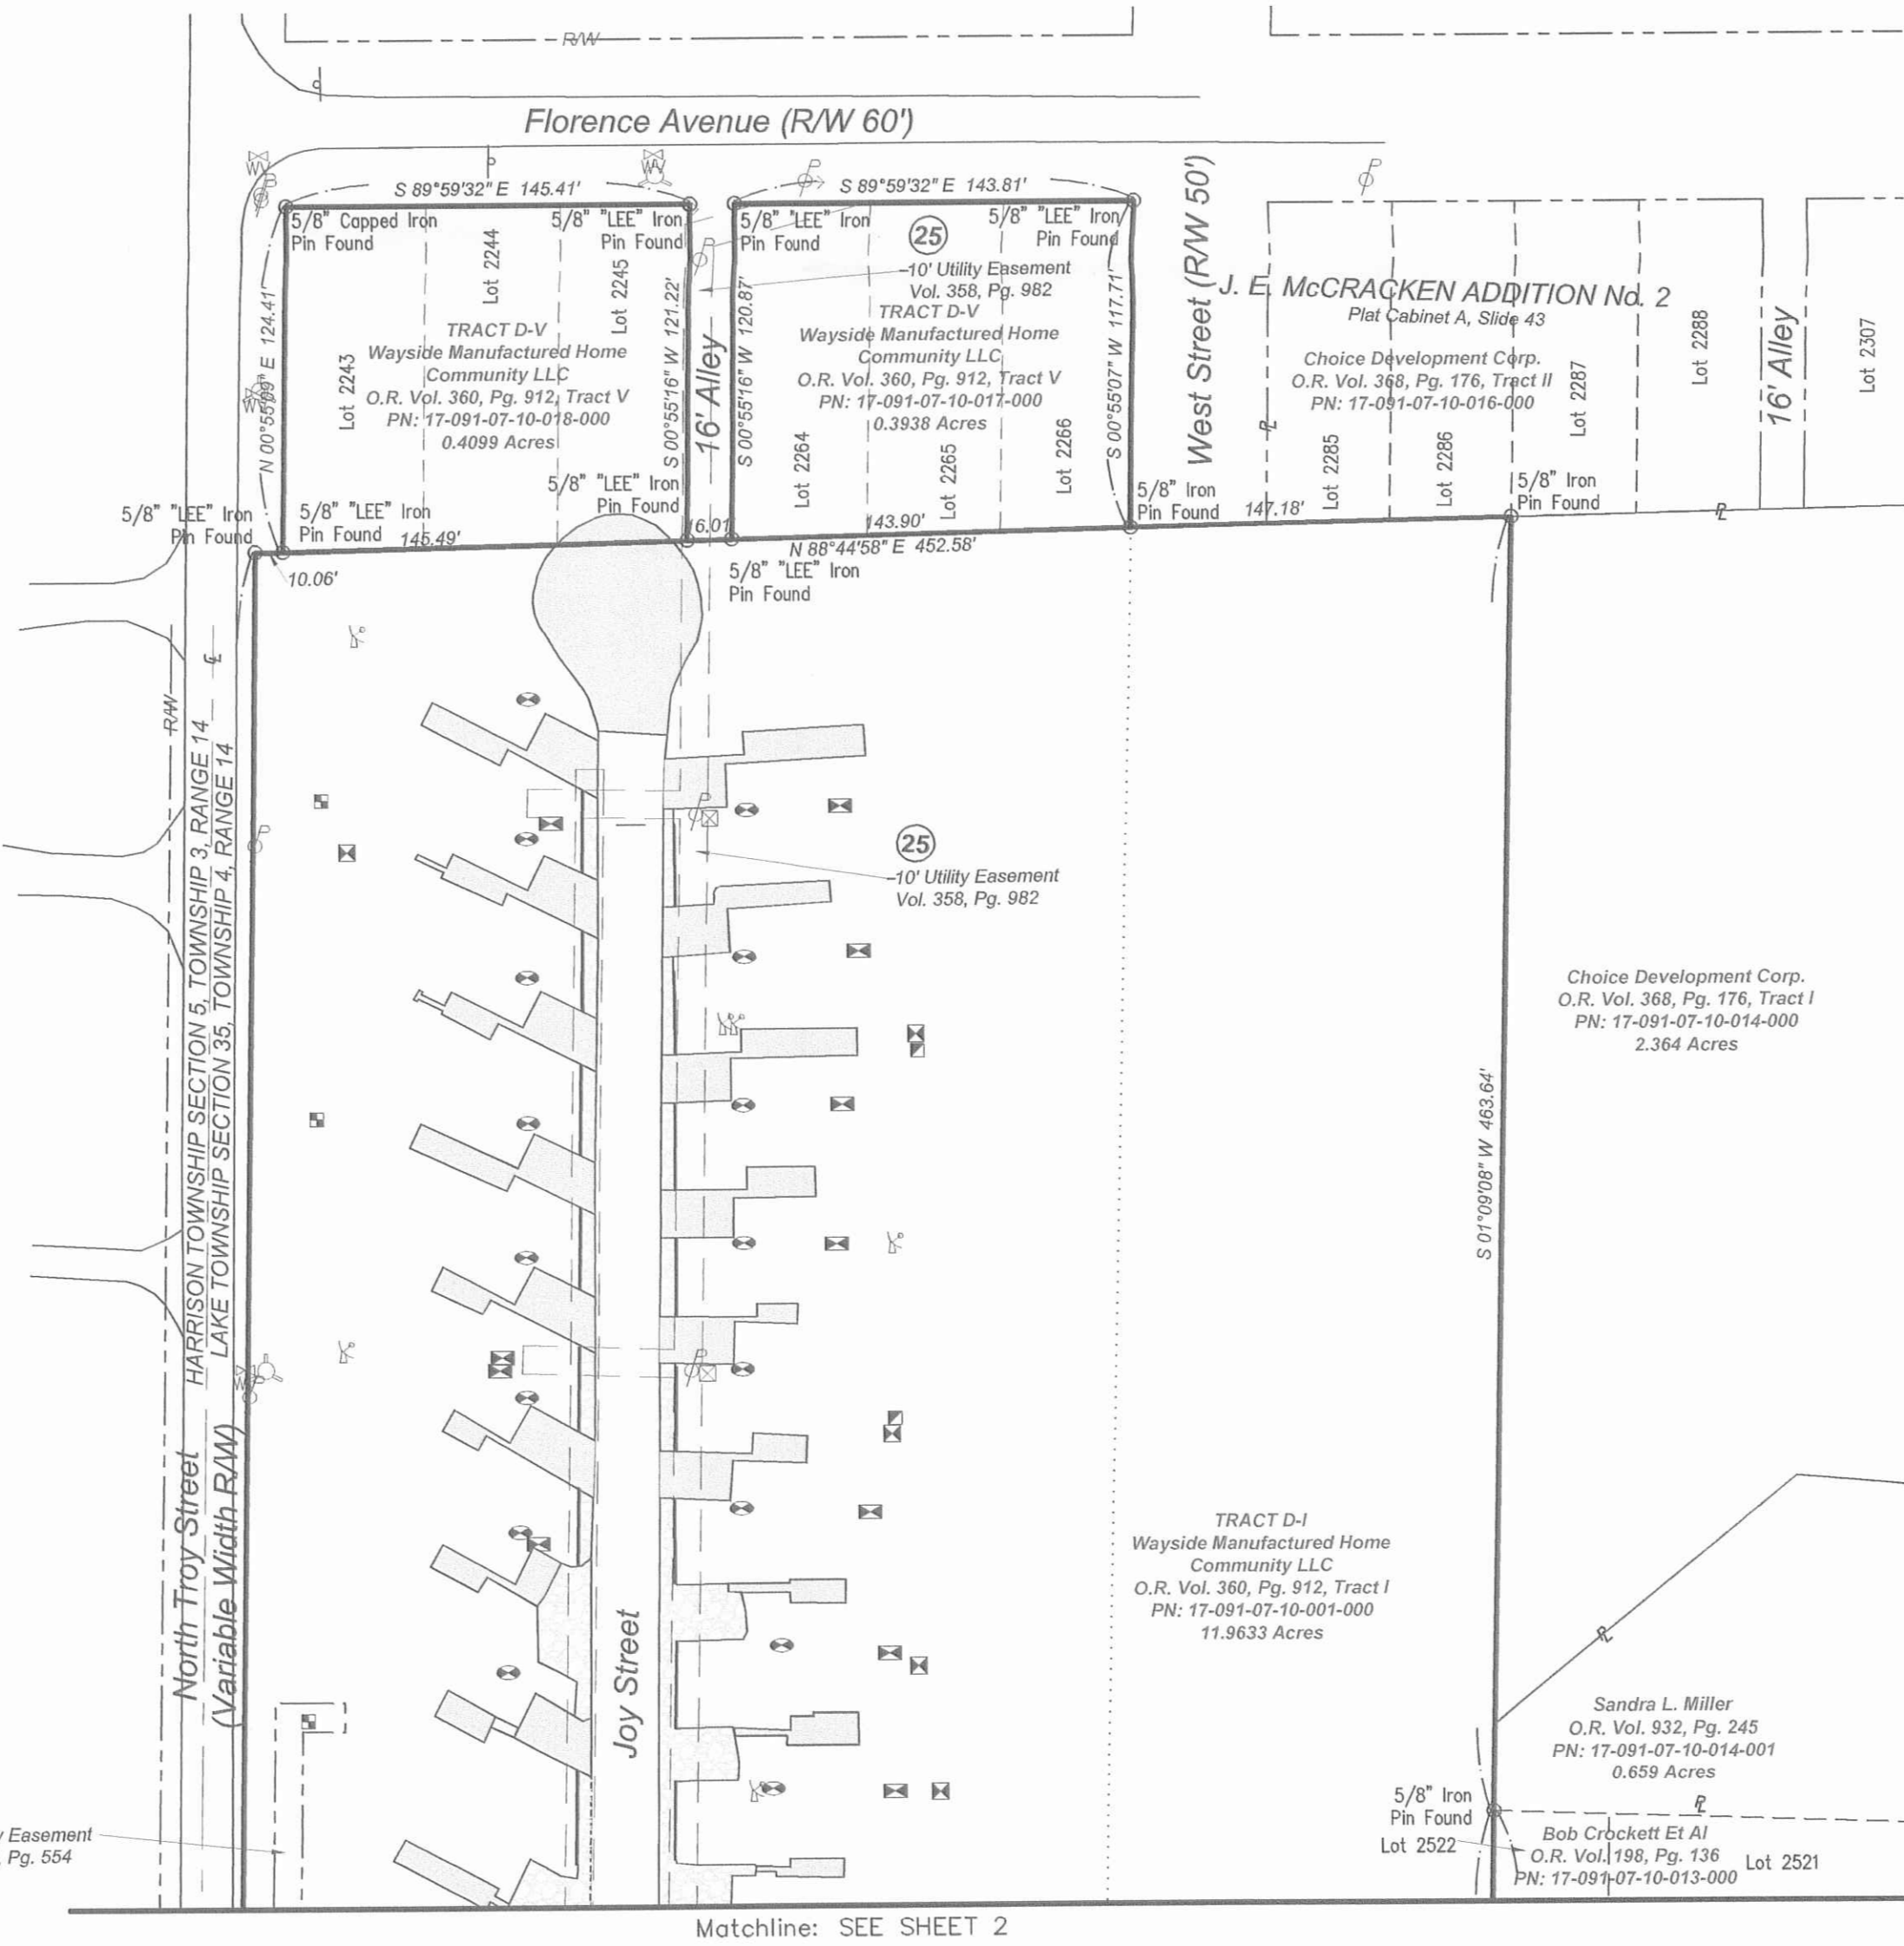 R/W
Florence Avenue (R/W 60')
S 89°59'32" E 145.41'
S 89°59'32" E 143.81'
5/8" Capped Iron
Pin Found
5/8" "LEE" Iron
Pin Found
5/8" "LEE" Iron
Pin Found
5/8" "LEE" Iron
Pin Found
25
10' Utility Easement
Vol. 358, Pg. 982
N 00°55'09" E 124.41'
Lot 2243
Lot 2244
Lot 2245
TRACT D-V
Wayside Manufactured Home
Community LLC
O.R. Vol. 360, Pg. 912, Tract V
PN: 17-091-07-10-018-000
0.4099 Acres
S 00°55'16" W 121.22'
16' Alley
S 00°55'16" W 120.87'
TRACT D-V
Wayside Manufactured Home
Community LLC
O.R. Vol. 360, Pg. 912, Tract V
PN: 17-091-07-10-017-000
0.3938 Acres
Lot 2264
Lot 2265
Lot 2266
S 00°55'07" W 117.71'
West Street (R/W 50')
J. E. McCRACKEN ADDITION No. 2
Plat Cabinet A, Slide 43
Choice Development Corp.
O.R. Vol. 368, Pg. 176, Tract II
PN: 17-091-07-10-016-000
Lot 2285
Lot 2286
Lot 2287
Lot 2288
16' Alley
Lot 2307
5/8" "LEE" Iron
Pin Found
5/8" "LEE" Iron
Pin Found
5/8" "LEE" Iron
Pin Found
5/8" Iron
Pin Found
5/8" Iron
Pin Found
10.06'
145.49'
16.01'
143.90'
147.18'
N 88°44'58" E 452.58'
5/8" "LEE" Iron
Pin Found
WV
WV
R/W
HARRISON TOWNSHIP SECTION 5, TOWNSHIP 3, RANGE 14
LAKE TOWNSHIP SECTION 35, TOWNSHIP 4, RANGE 14
25
10' Utility Easement
Vol. 358, Pg. 982
Choice Development Corp.
O.R. Vol. 368, Pg. 176, Tract I
PN: 17-091-07-10-014-000
2.364 Acres
S 01°09'08" W 463.64'
North Troy Street
(Variable Width R/W)
Joy Street
TRACT D-I
Wayside Manufactured Home
Community LLC
O.R. Vol. 360, Pg. 912, Tract I
PN: 17-091-07-10-001-000
11.9633 Acres
Sandra L. Miller
O.R. Vol. 932, Pg. 245
PN: 17-091-07-10-014-001
0.659 Acres
5/8" Iron
Pin Found
Lot 2522
Bob Crockett Et Al
O.R. Vol. 198, Pg. 136
PN: 17-091-07-10-013-000
Lot 2521
Easement
Pg. 554
Matchline: SEE SHEET 2